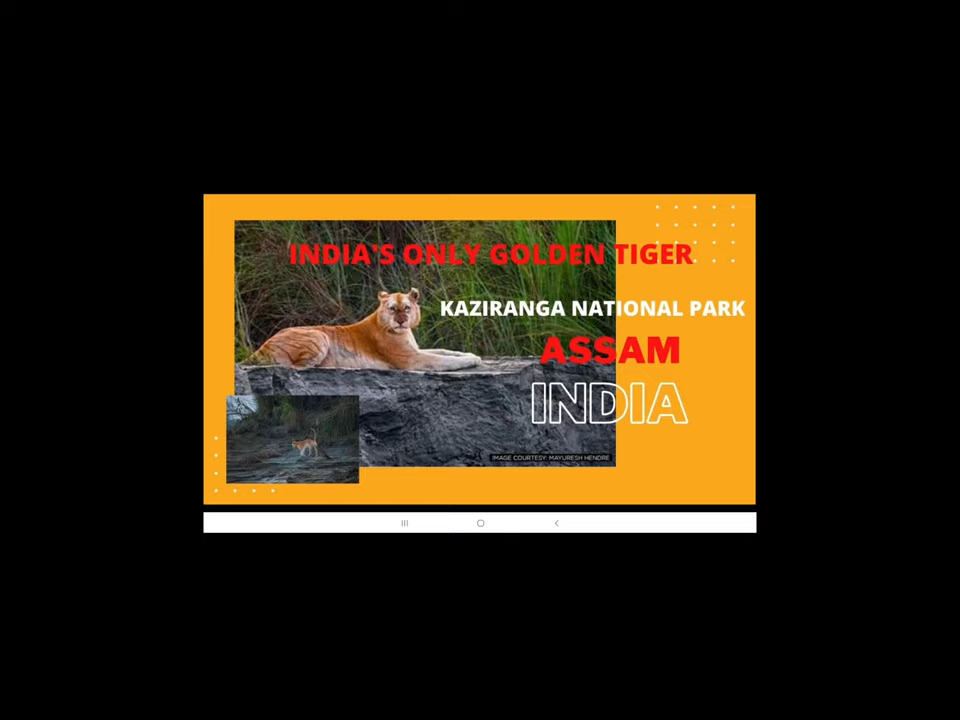 INDIA'S ONLY GOLDEN TIGER
KAZIRANGA NATIONAL PARK
ASSAM
INDIA
IMAGE COURTESY: MAYURESH HENDRE